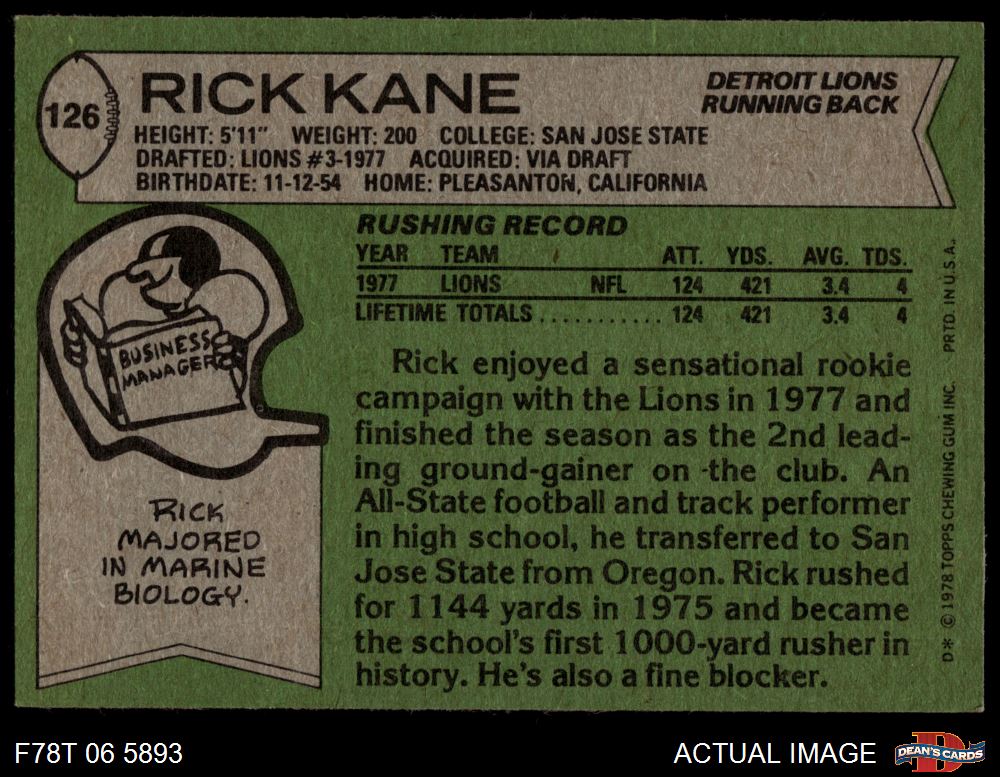 126
RICK KANE
DETROIT LIONS
RUNNING BACK
HEIGHT: 5'11" WEIGHT: 200 COLLEGE: SAN JOSE STATE
DRAFTED: LIONS #3-1977 ACQUIRED: VIA DRAFT
BIRTHDATE: 11-12-54 HOME: PLEASANTON, CALIFORNIA
RUSHING RECORD
YEAR TEAM ATT. YDS. AVG. TDS.
1977 LIONS NFL 124 421 3.4 4
LIFETIME TOTALS........... 124 421 3.4 4
BUSINESS
MANAGER
RICK
MAJORED
IN MARINE
BIOLOGY.
Rick enjoyed a sensational rookie
campaign with the Lions in 1977 and
finished the season as the 2nd lead-
ing ground-gainer on the club. An
All-State football and track performer
in high school, he transferred to San
Jose State from Oregon. Rick rushed
for 1144 yards in 1975 and became
the school's first 1000-yard rusher in
history. He's also a fine blocker.
D* © 1978 TOPPS CHEWING GUM INC. PRTD. IN U.S.A.
F78T 06 5893
ACTUAL IMAGE
D
DEAN'S CARDS